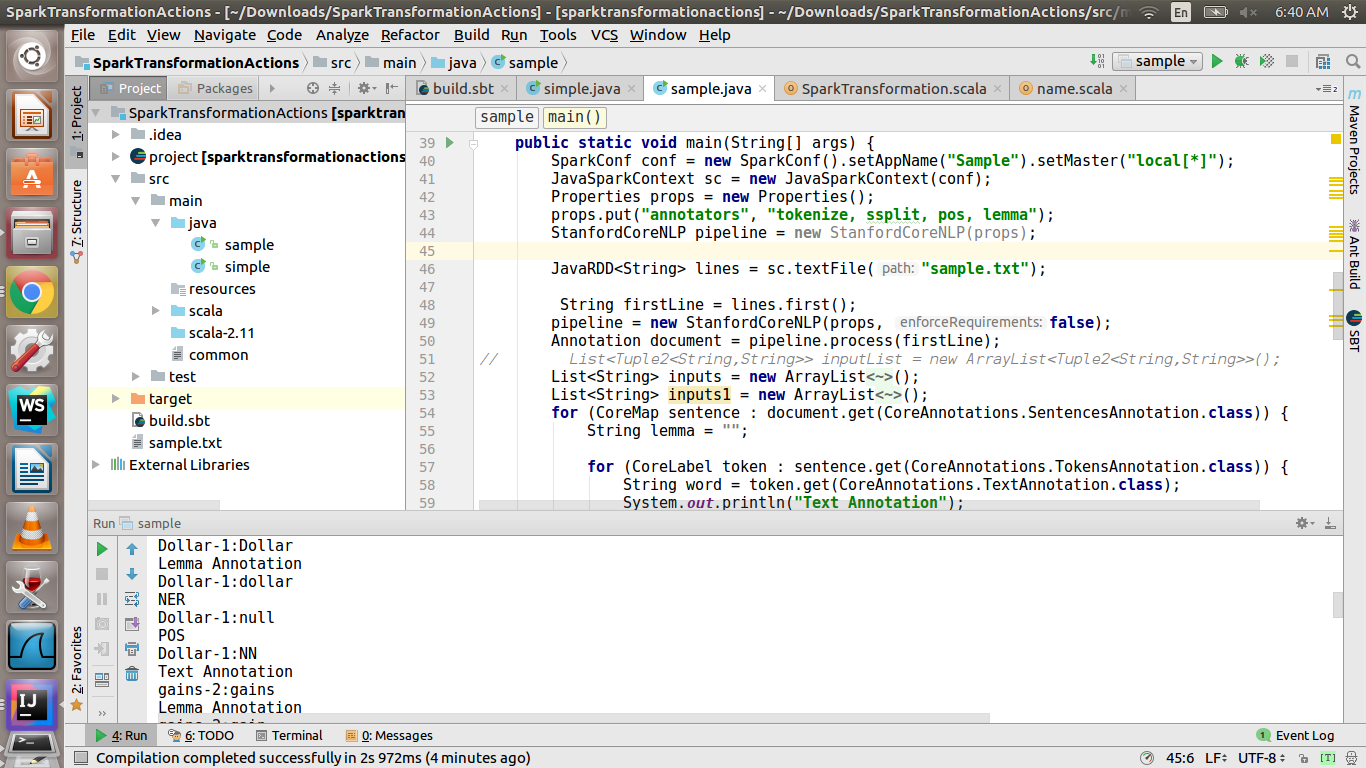 SparkTransformationActions - [~/Downloads/SparkTransformationActions] - [sparktransformationactions] - ~/Downloads/SparkTransformationActions/src/m
En
6:40 AM
File Edit View Navigate Code Analyze Refactor Build Run Tools VCS Window Help
SparkTransformationActions src main java sample
sample
Project Packages
build.sbt simple.java sample.java SparkTransformation.scala name.scala
sample main()
1: Project
7: Structure
2: Favorites
SparkTransformationActions [sparktran
.idea
project [sparktransformationactions
src
main
java
sample
simple
resources
scala
scala-2.11
common
test
target
build.sbt
sample.txt
External Libraries
39 public static void main(String[] args) {
40 SparkConf conf = new SparkConf().setAppName("Sample").setMaster("local[*]");
41 JavaSparkContext sc = new JavaSparkContext(conf);
42 Properties props = new Properties();
43 props.put("annotators", "tokenize, ssplit, pos, lemma");
44 StanfordCoreNLP pipeline = new StanfordCoreNLP(props);
45
46 JavaRDD<String> lines = sc.textFile( path: "sample.txt");
47
48 String firstLine = lines.first();
49 pipeline = new StanfordCoreNLP(props, enforceRequirements: false);
50 Annotation document = pipeline.process(firstLine);
51 // List<Tuple2<String,String>> inputList = new ArrayList<Tuple2<String,String>>();
52 List<String> inputs = new ArrayList<~>();
53 List<String> inputs1 = new ArrayList<~>();
54 for (CoreMap sentence : document.get(CoreAnnotations.SentencesAnnotation.class)) {
55 String lemma = "";
56
57 for (CoreLabel token : sentence.get(CoreAnnotations.TokensAnnotation.class)) {
58 String word = token.get(CoreAnnotations.TextAnnotation.class);
59 System.out.println("Text Annotation");
Maven Projects
Ant Build
SBT
Run sample
Dollar-1:Dollar
Lemma Annotation
Dollar-1:dollar
NER
Dollar-1:null
POS
Dollar-1:NN
Text Annotation
gains-2:gains
Lemma Annotation
gains-2:gain
4: Run 6: TODO Terminal 0: Messages
1 Event Log
Compilation completed successfully in 2s 972ms (4 minutes ago)
45:6 LF UTF-8 [T]
WS
IJ